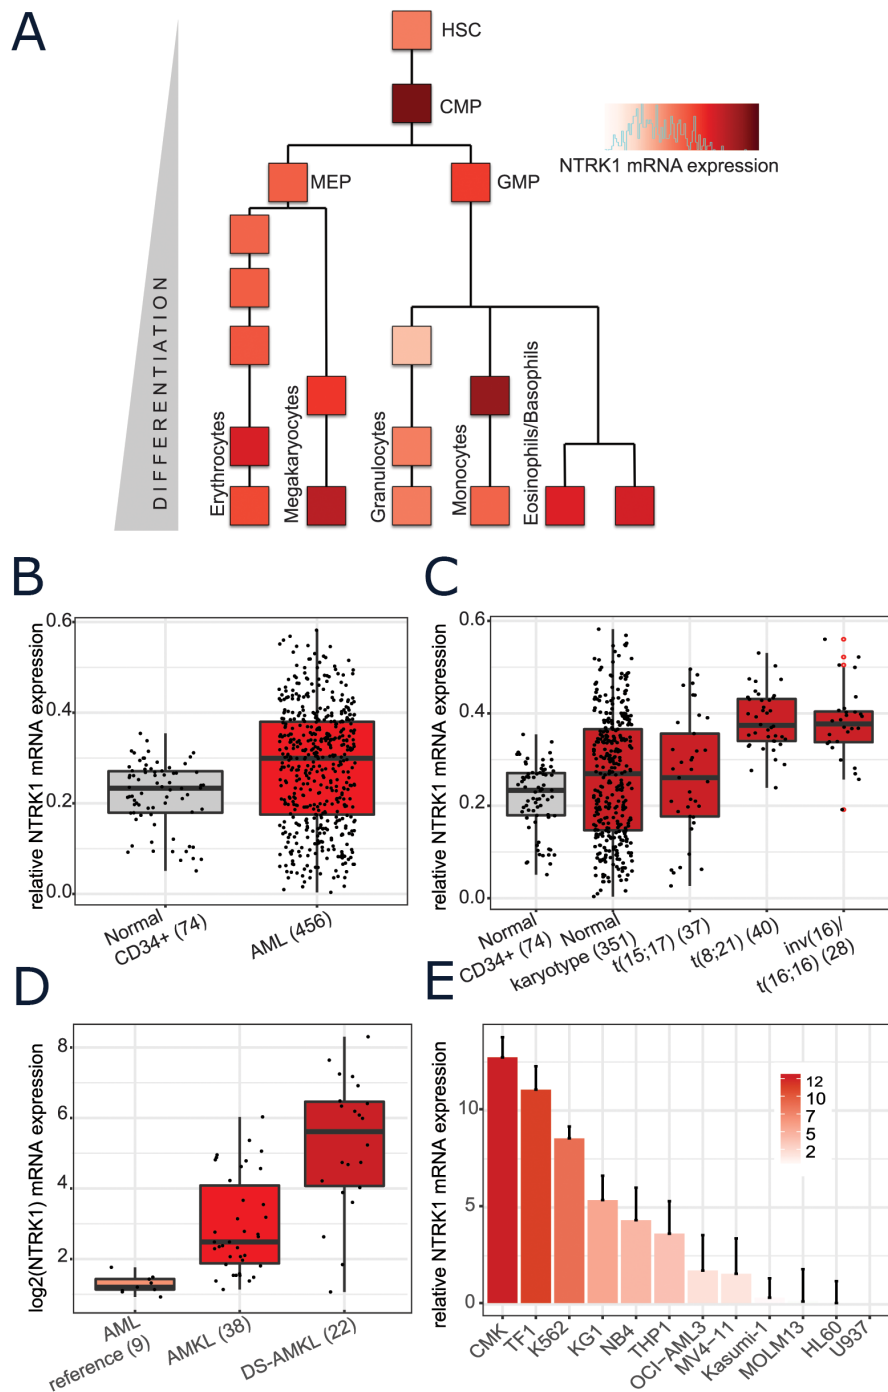 A
HSC
CMP
NTRK1 mRNA expression
MEP
GMP
DIFFERENTIATION
Erythrocytes
Megakaryocytes
Granulocytes
Monocytes
Eosinophils/Basophils
B
relative NTRK1 mRNA expression
0.6
0.4
0.2
0.0
Normal
CD34+ (74)
AML (456)
C
relative NTRK1 mRNA expression
0.6
0.4
0.2
0.0
Normal
CD34+ (74)
Normal
karyotype (351)
t(15;17) (37)
t(8:21) (40)
inv(16)/
t(16;16) (28)
D
log2(NTRK1) mRNA expression
8
6
4
2
AML
reference (9)
AMKL (38)
DS-AMKL (22)
E
relative NTRK1 mRNA expression
10
5
0
12
10
7
5
2
CMK
TF1
K562
KG1
NB4
THP1
OCI−AML3
MV4−11
Kasumi-1
MOLM13
HL60
U937